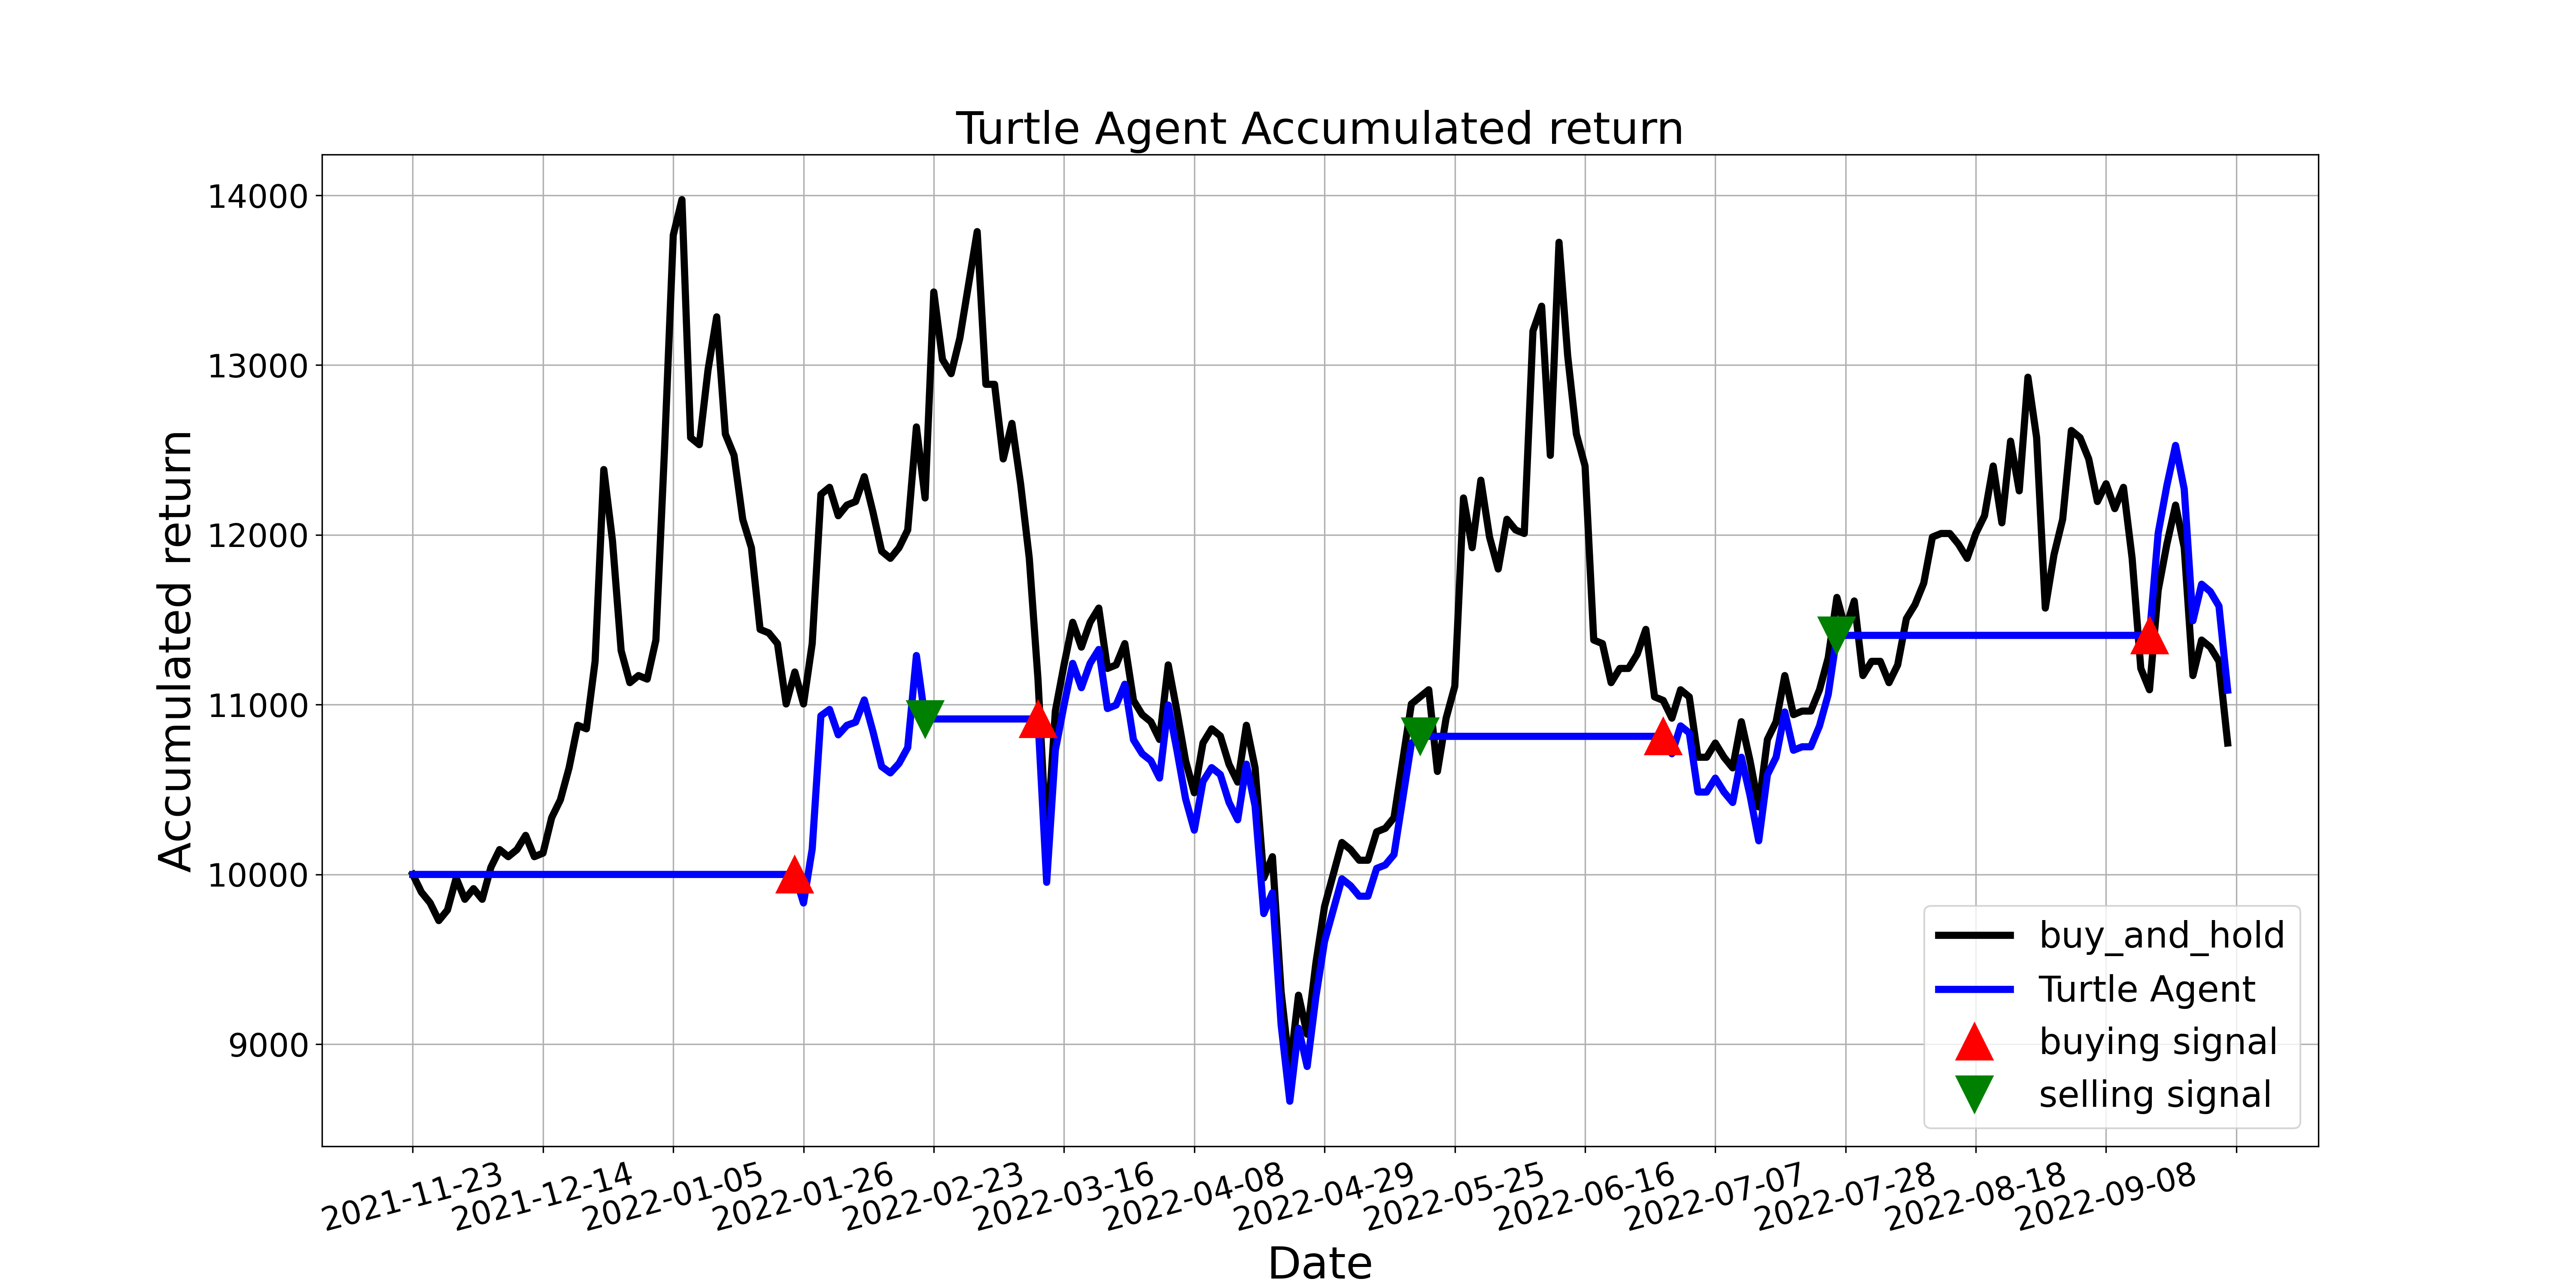 Turtle Agent Accumulated return
Accumulated return
14000
13000
12000
11000
10000
9000
buy_and_hold
Turtle Agent
buying signal
selling signal
2021-11-23
2021-12-14
2022-01-05
2022-01-26
2022-02-23
2022-03-16
2022-04-08
2022-04-29
2022-05-25
2022-06-16
2022-07-07
2022-07-28
2022-08-18
2022-09-08
Date